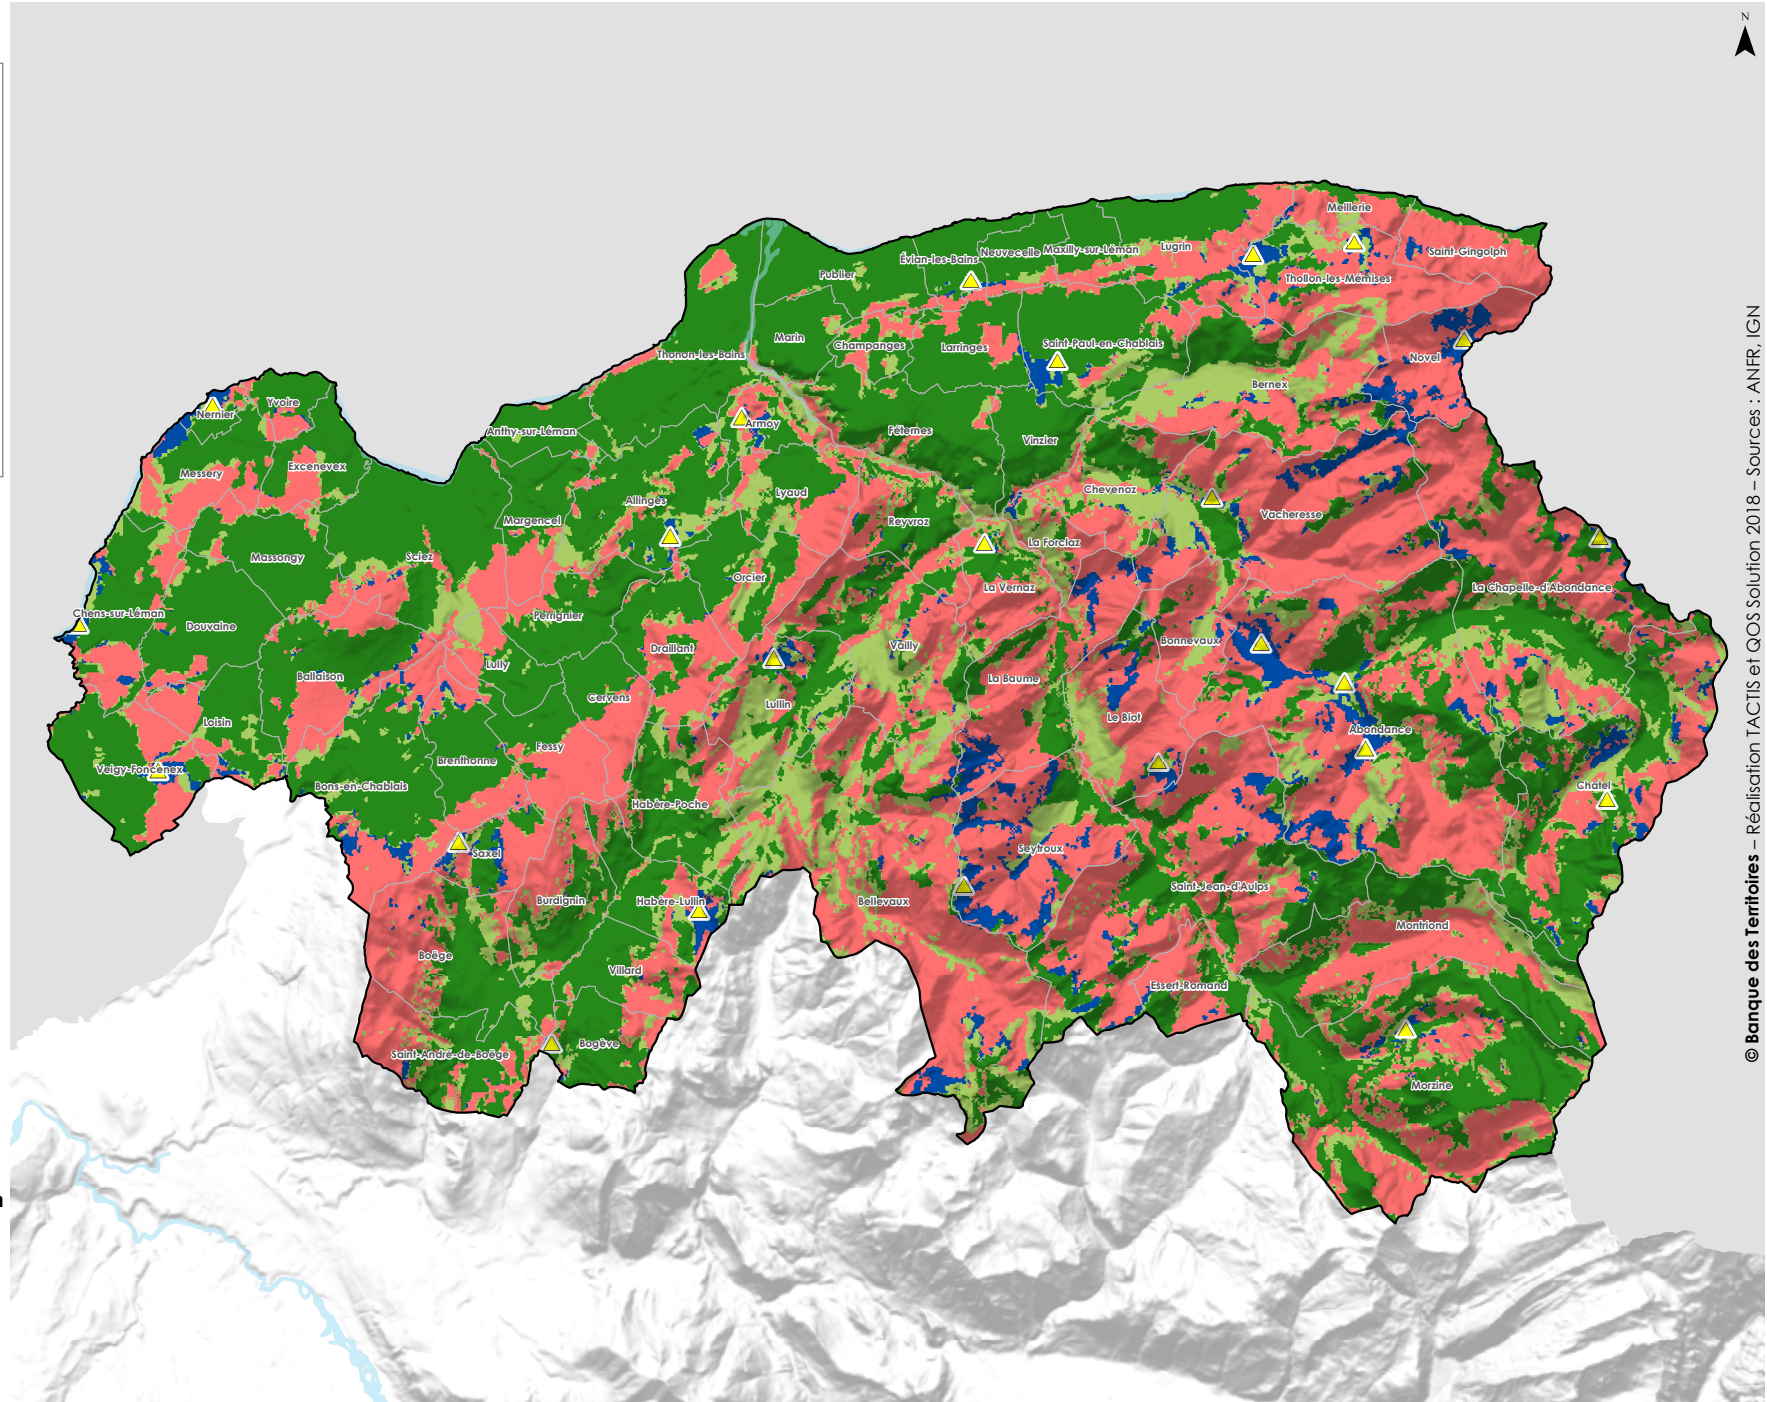 N
Meillerie
Saint-Gingolph
Lugrin
Maxilly-sur-Léman
Neuvecelle
Évian-les-Bains
Publier
Thollon-les-Mémises
Marin
Champanges
Larringes
Saint-Paul-en-Chablais
Thonon-les-Bains
Novel
Bernex
Yvoire
Nernier
Armoy
Anthy-sur-Léman
Féternes
Vinzier
Messery
Excenevex
Lyaud
Chevenoz
Allinges
Vacheresse
Margencel
Reyvroz
La Forclaz
Massongy
Sciez
Orcier
La Vernaz
La Chapelle-d'Abondance
Chens-sur-Léman
Douvaine
Perrignier
Draillant
Vailly
Bonnevaux
Lully
Ballaison
La Baume
Cervens
Lullin
Le Biot
Loisin
Abondance
Fessy
Brenthonne
Veigy-Foncenex
Bons-en-Chablais
Châtel
Habère-Poche
Saxel
Seytroux
Saint-Jean-d'Aulps
Burdignin
Habère-Lullin
Bellevaux
Montriond
Boëge
Villard
Essert-Romand
Bogève
Saint-André-de-Boëge
Morzine
© Banque des Territoires – Réalisation TACTIS et QOS Solution 2018 – Sources : ANFR, IGN